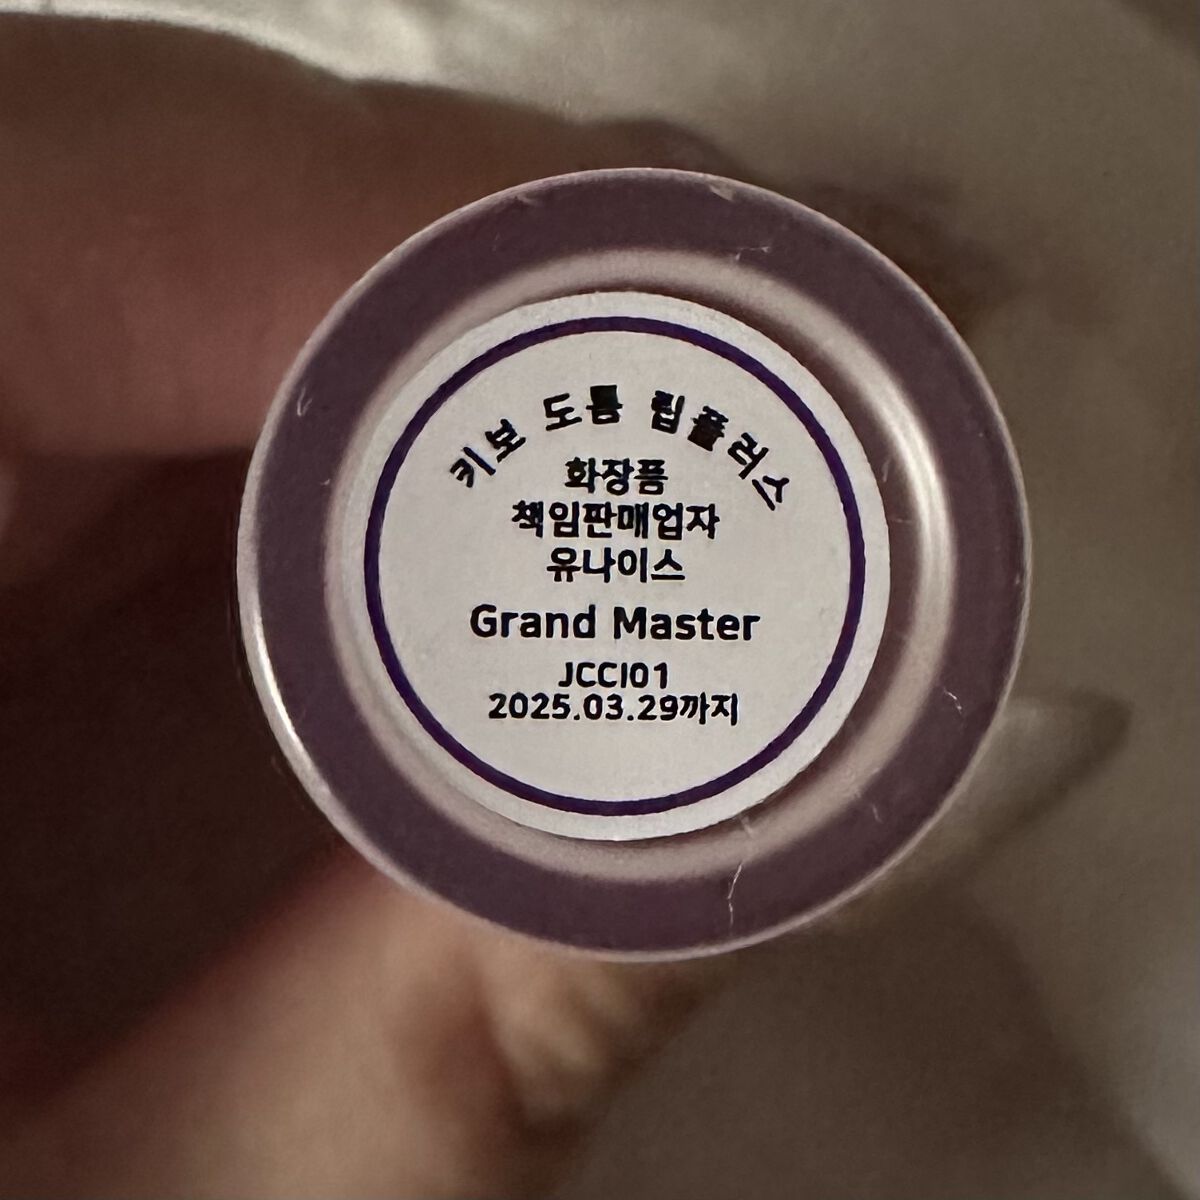 키보 도톰 립플러스
화장품
책임판매업자
유나이스
Grand Master
JCCI01
2025.03.29까지